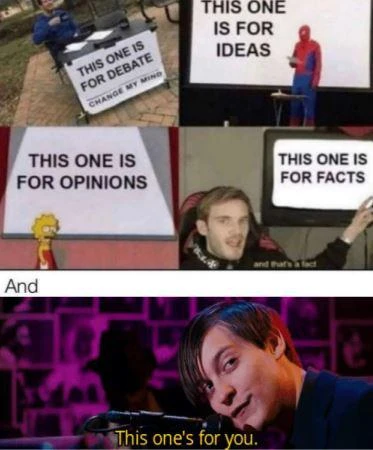 THIS ONE IS
FOR DEBATE
CHANGE MY MIND
THIS ONE
IS FOR
IDEAS
THIS ONE IS
FOR OPINIONS
THIS ONE IS
FOR FACTS
and that's a fact
And
This one's for you.